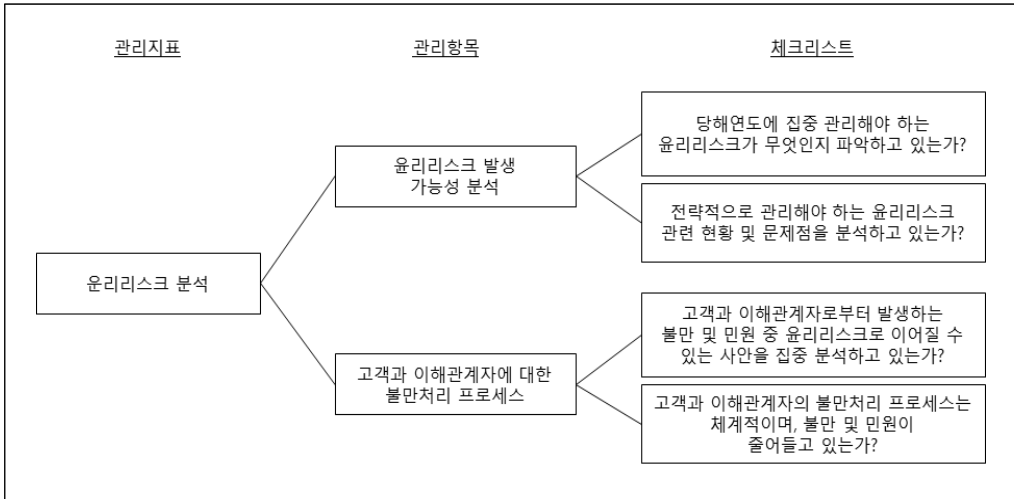 관리지표
관리항목
체크리스트
운리리스크 분석
윤리리스크 발생
가능성 분석
당해연도에 집중 관리해야 하는
윤리리스크가 무엇인지 파악하고 있는가?
전략적으로 관리해야 하는 윤리리스크
관련 현황 및 문제점을 분석하고 있는가?
고객과 이해관계자에 대한
불만처리 프로세스
고객과 이해관계자로부터 발생하는
불만 및 민원 중 윤리리스크로 이어질 수
있는 사안을 집중 분석하고 있는가?
고객과 이해관계자의 불만처리 프로세스는
체계적이며, 불만 및 민원이
줄어들고 있는가?